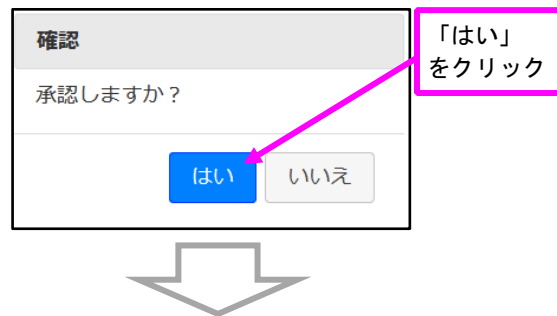 確認
承認しますか？
はい
いいえ
「はい」
をクリック